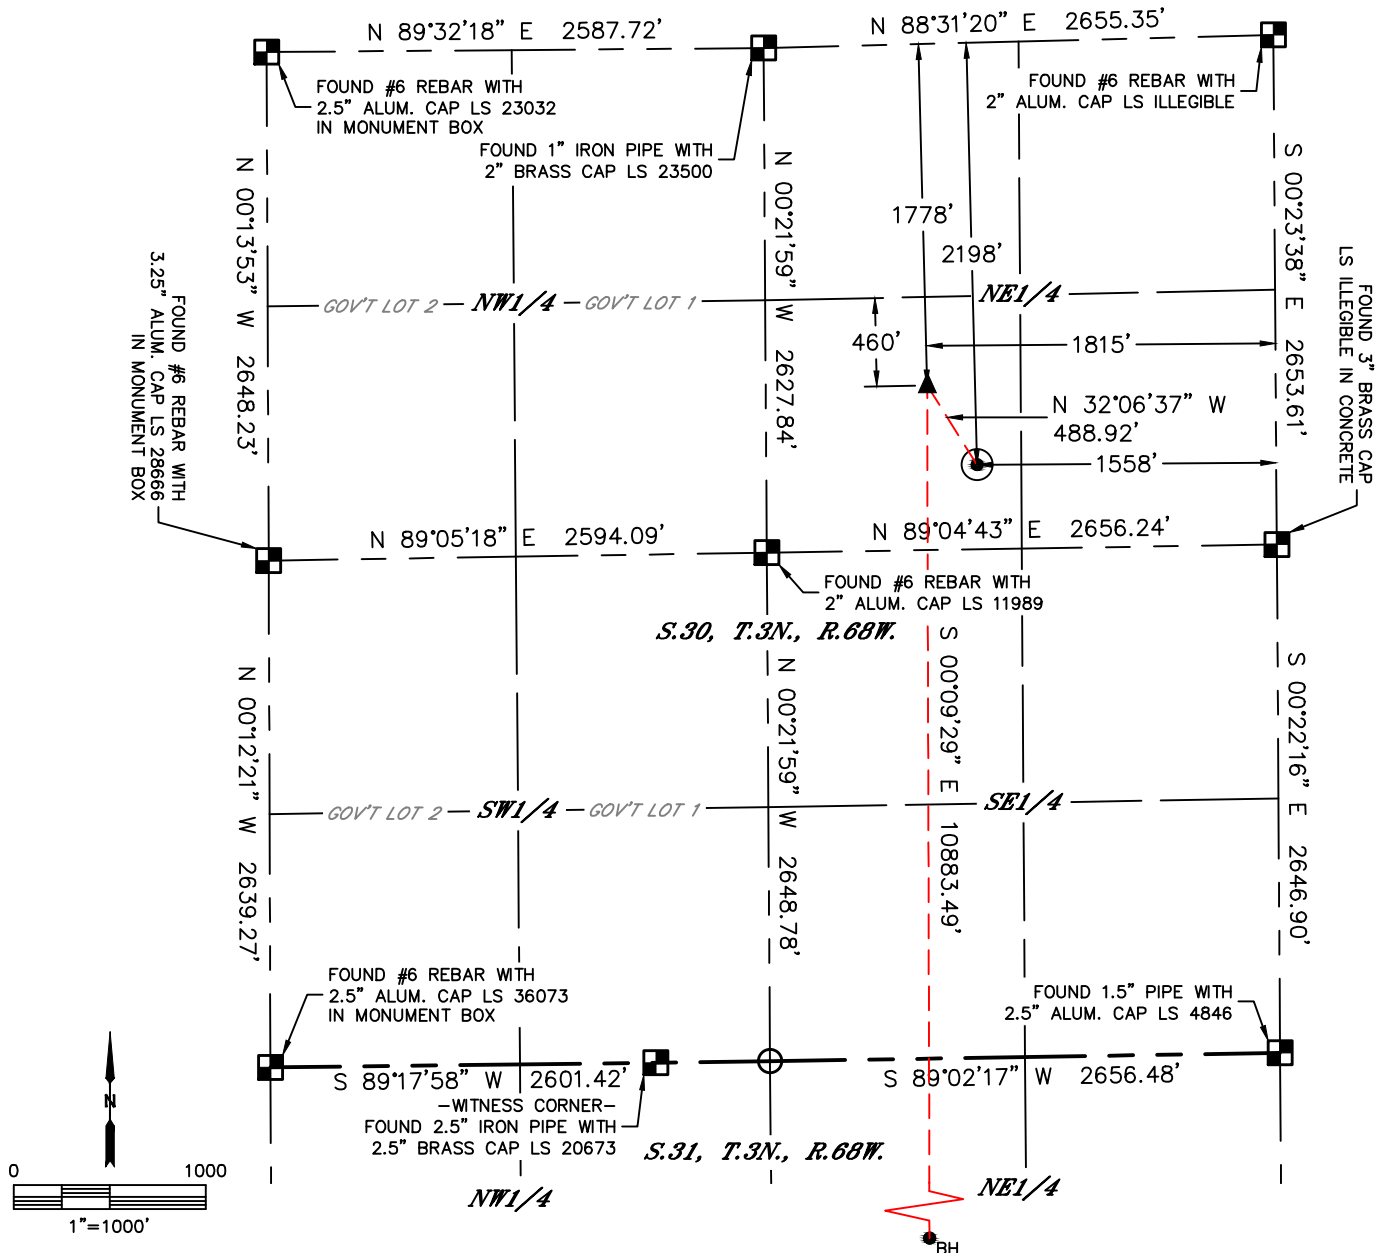 N 89°32'18" E 2587.72'
N 88°31'20" E 2655.35'
FOUND #6 REBAR WITH
2.5" ALUM. CAP LS 23032
IN MONUMENT BOX
FOUND #6 REBAR WITH
2" ALUM. CAP LS ILLEGIBLE
FOUND 1" IRON PIPE WITH
2" BRASS CAP LS 23500
N 00°13'53" W 2648.23'
N 00°21'59" W 2627.84'
S 00°23'38" E 2653.61'
1778'
2198'
FOUND 3" BRASS CAP
LS ILLEGIBLE IN CONCRETE
FOUND #6 REBAR WITH
3.25" ALUM. CAP LS 28666
IN MONUMENT BOX
GOV'T LOT 2 NW1/4 GOV'T LOT 1
NE1/4
460'
1815'
N 32°06'37" W
488.92'
1558'
N 89°05'18" E 2594.09'
N 89°04'43" E 2656.24'
FOUND #6 REBAR WITH
2" ALUM. CAP LS 11989
S.30, T.3N., R.68W.
N 00°12'21" W 2639.27'
N 00°21'59" W 2648.78'
S 00°09'29" E 10883.49'
S 00°22'16" E 2646.90'
GOV'T LOT 2 SW1/4 GOV'T LOT 1
SE1/4
FOUND #6 REBAR WITH
2.5" ALUM. CAP LS 36073
IN MONUMENT BOX
FOUND 1.5" PIPE WITH
2.5" ALUM. CAP LS 4846
S 89°17'58" W 2601.42'
S 89°02'17" W 2656.48'
-WITNESS CORNER-
FOUND 2.5" IRON PIPE WITH
2.5" BRASS CAP LS 20673
S.31, T.3N., R.68W.
N
0 1000
1"=1000'
NW1/4
NE1/4
BH